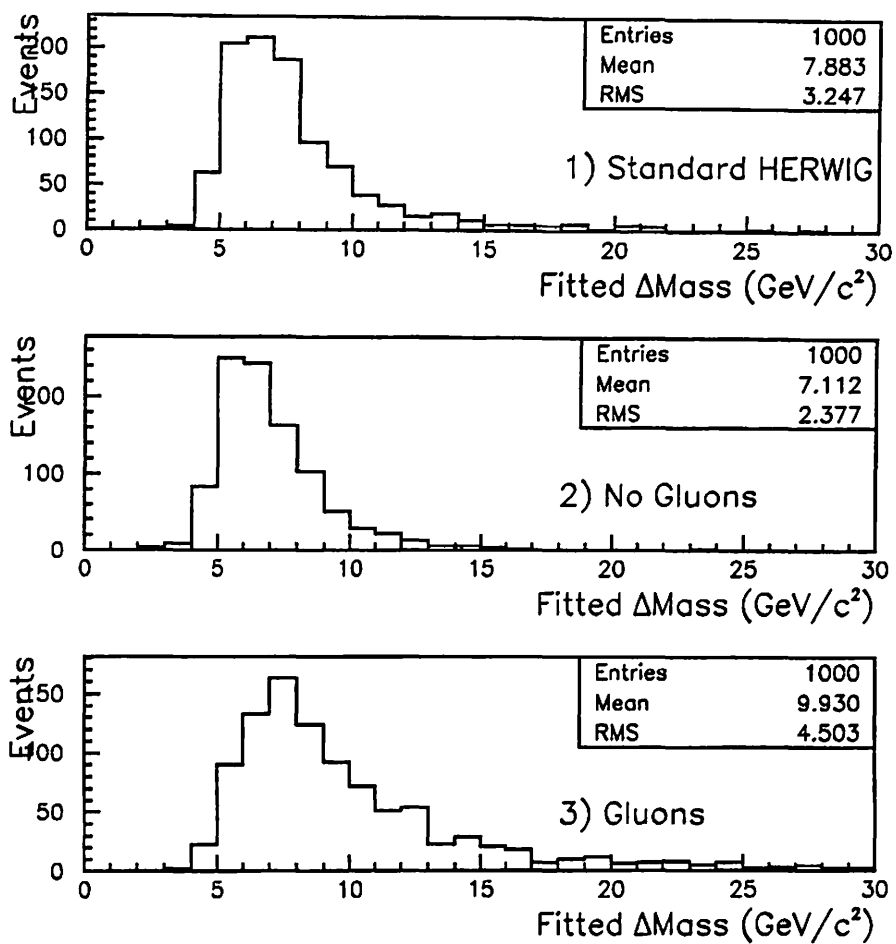 Events
200
150
100
50
0
Entries 1000
Mean 7.883
RMS 3.247
1) Standard HERWIG
0 5 10 15 20 25 30
Fitted ΔMass (GeV/c²)
Events
200
100
0
Entries 1000
Mean 7.112
RMS 2.377
2) No Gluons
0 5 10 15 20 25 30
Fitted ΔMass (GeV/c²)
Events
150
100
50
0
Entries 1000
Mean 9.930
RMS 4.503
3) Gluons
0 5 10 15 20 25 30
Fitted ΔMass (GeV/c²)